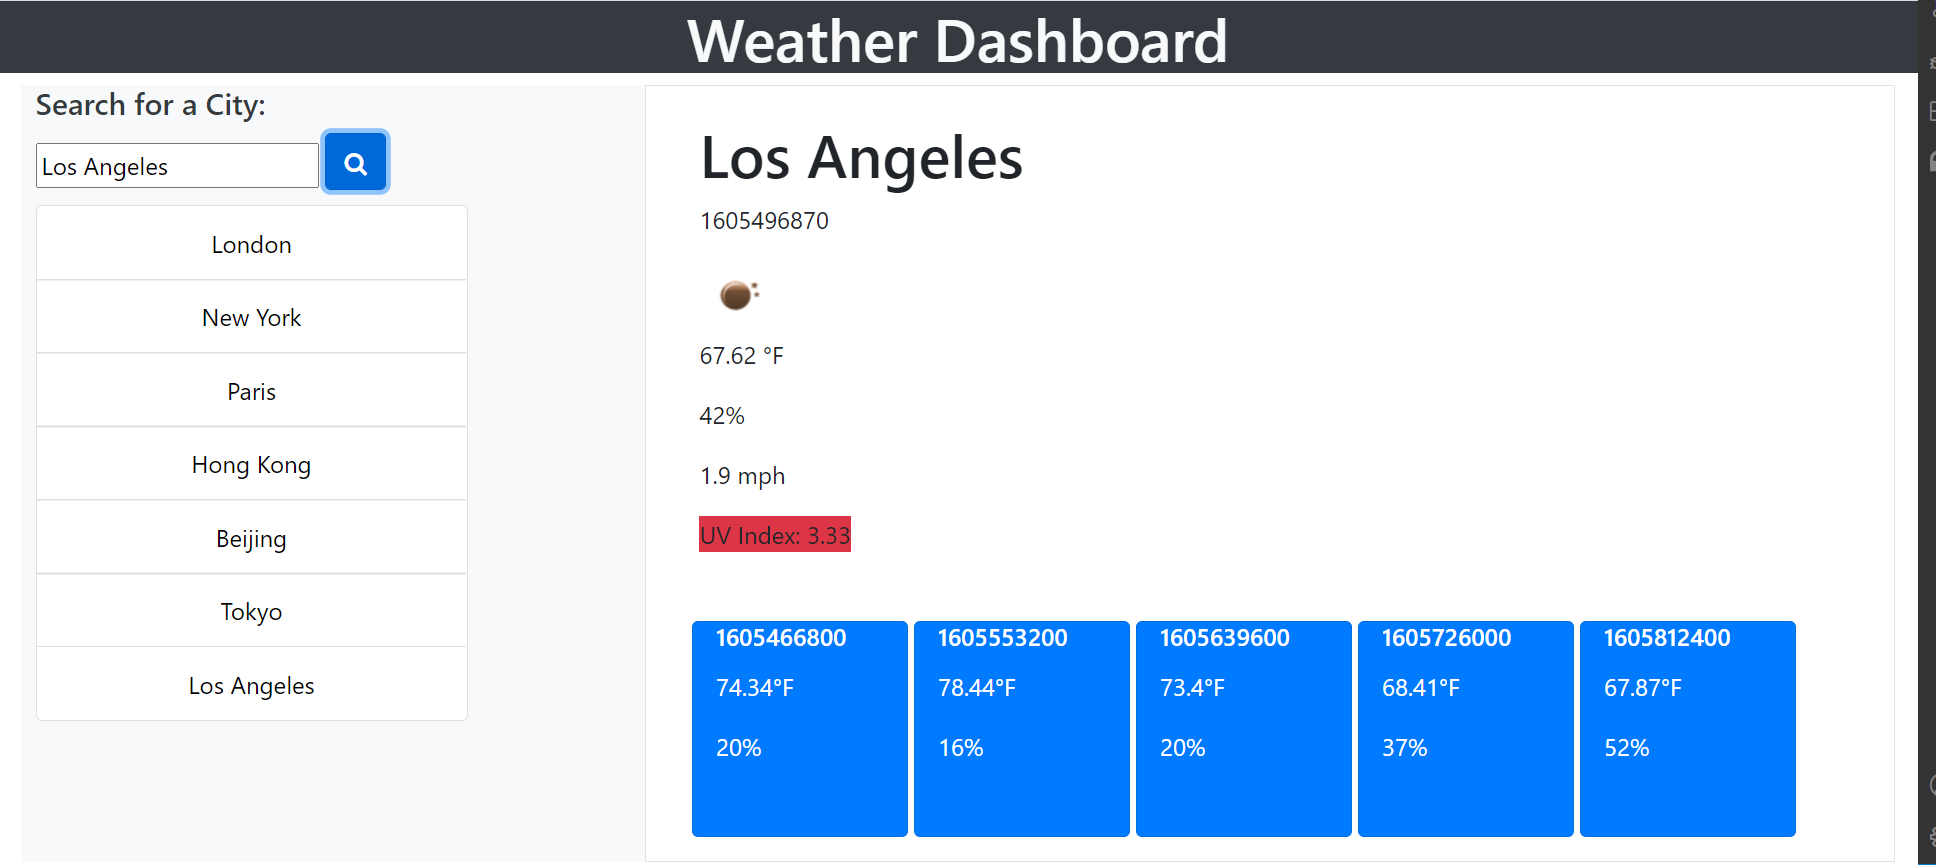 Weather Dashboard
Search for a City:
Los Angeles
London
New York
Paris
Hong Kong
Beijing
Tokyo
Los Angeles
Los Angeles
1605496870
67.62 °F
42%
1.9 mph
UV Index: 3.33
1605466800
74.34°F
20%
1605553200
78.44°F
16%
1605639600
73.4°F
20%
1605726000
68.41°F
37%
1605812400
67.87°F
52%